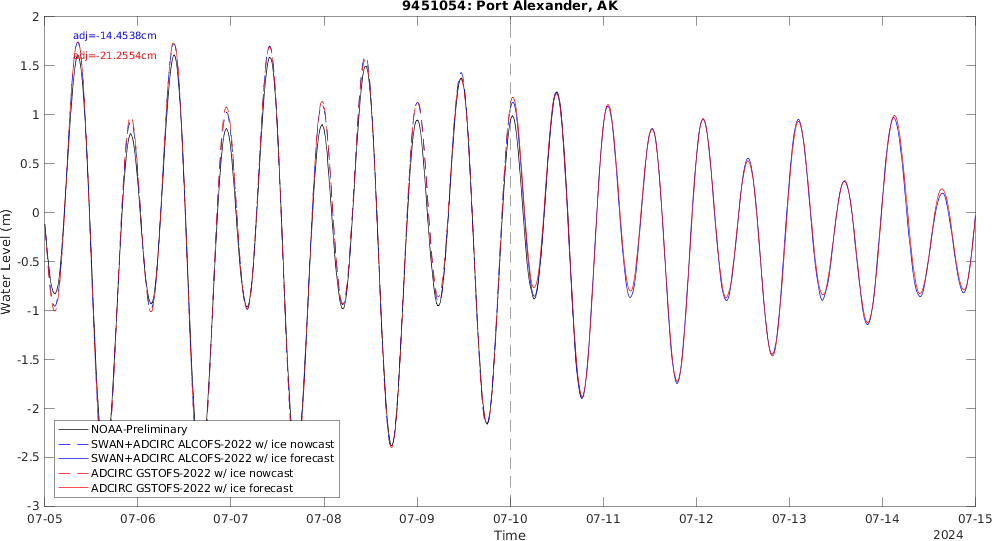 9451054: Port Alexander, AK
adj=-14.4538cm
adj=-21.2554cm
Water Level (m)
2
1.5
1
0.5
0
-0.5
-1
-1.5
-2
-2.5
-3
NOAA-Preliminary
SWAN+ADCIRC ALCOFS-2022 w/ ice nowcast
SWAN+ADCIRC ALCOFS-2022 w/ ice forecast
ADCIRC GSTOFS-2022 w/ ice nowcast
ADCIRC GSTOFS-2022 w/ ice forecast
07-05 07-06 07-07 07-08 07-09 07-10 07-11 07-12 07-13 07-14 07-15
Time
2024